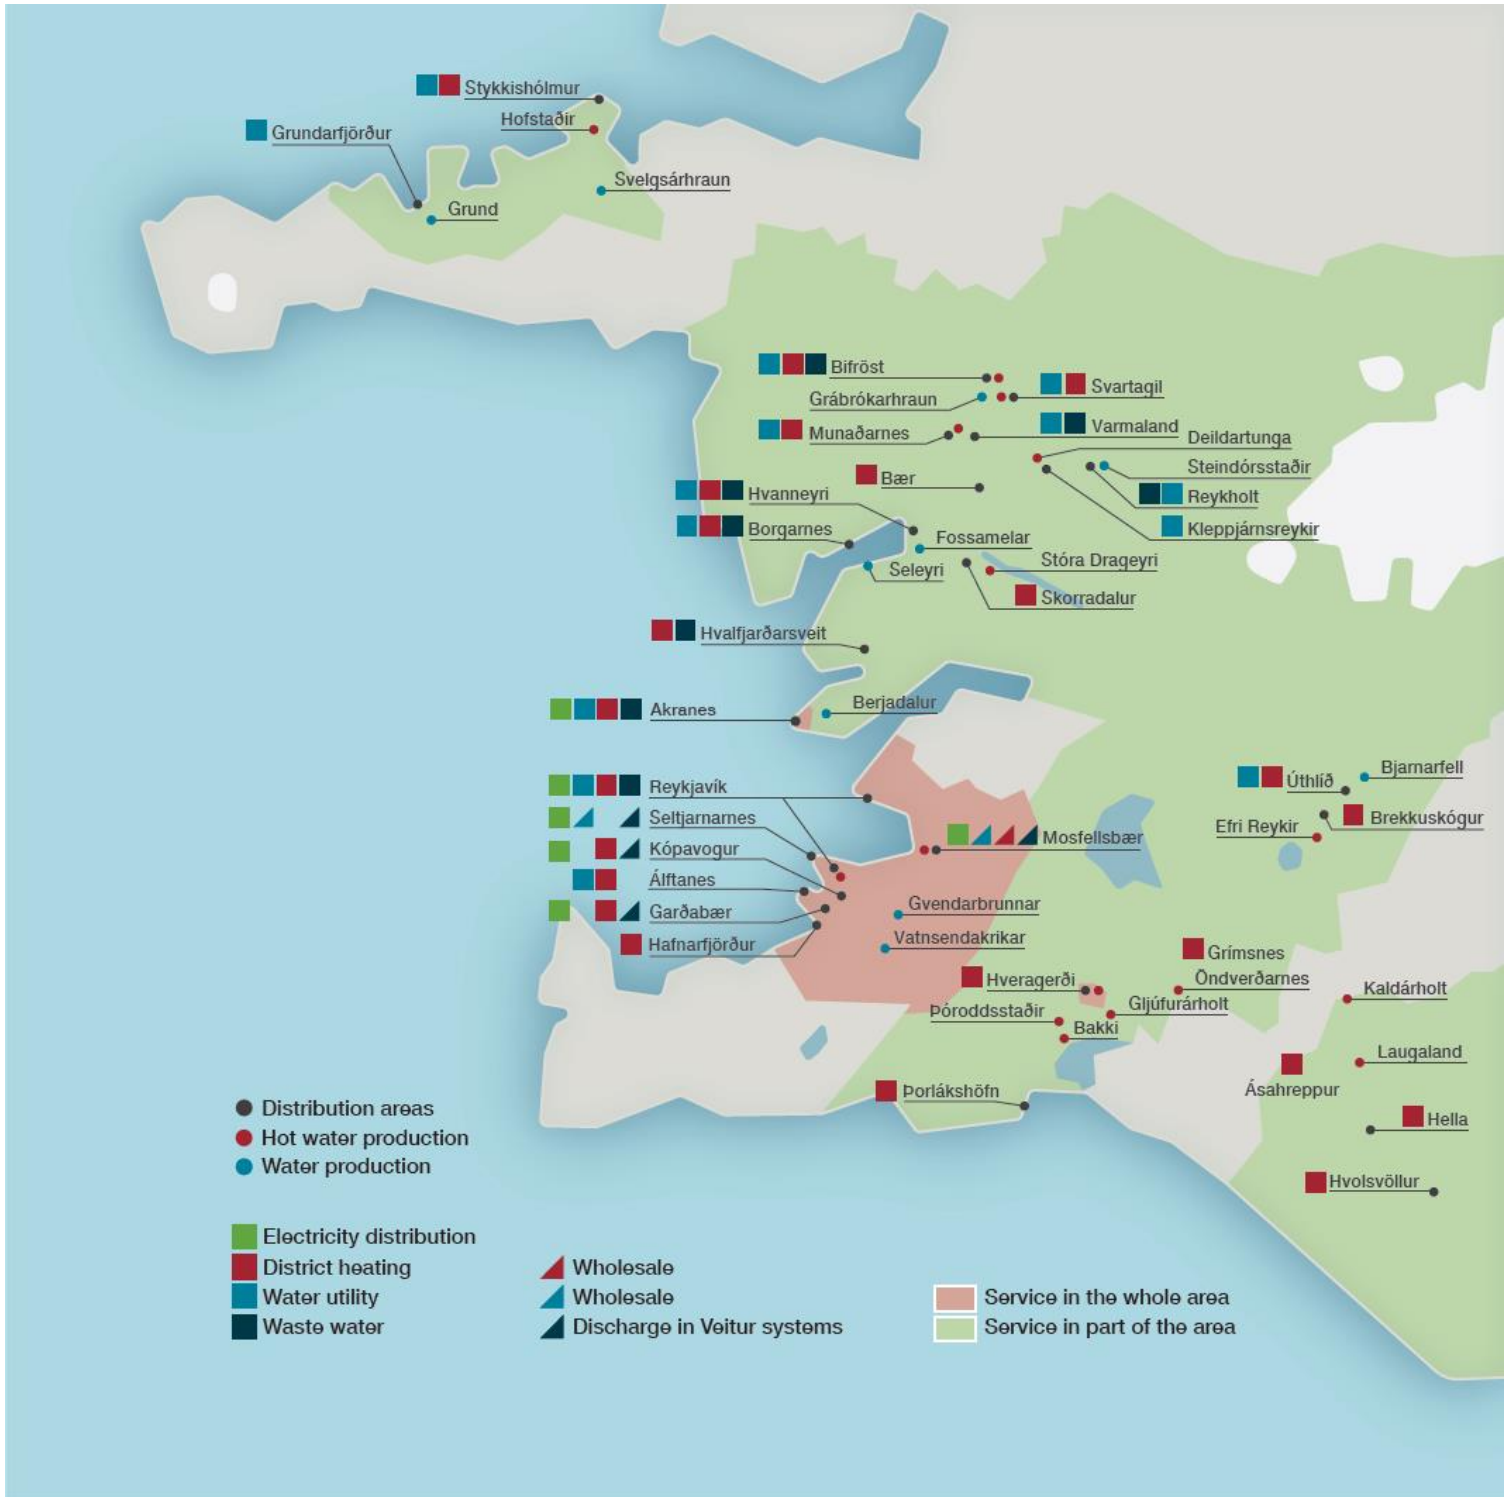 Stykkishólmur
Hofstaðir
Grundarfjörður
Svelgsárhraun
Grund
Bifröst
Svartagil
Grábrókarhraun
Varmaland
Munaðarnes
Deildartunga
Steindórsstaðir
Bær
Hvanneyri
Reykholt
Borgarnes
Kleppjárnsreykir
Fossamelar
Seleyri
Stóra Drageyri
Skorradalur
Hvalfjarðarsveit
Akranes
Berjadalur
Reykjavík
Seltjarnarnes
Mosfellsbær
Kópavogur
Álftanes
Garðabær
Hafnarfjörður
Gvendarbrunnar
Vatnsendakrikar
Úthlíð
Bjarnarfell
Brekkuskógur
Efri Reykir
Grímsnes
Hveragerði
Öndverðarnes
Kaldárholt
Þóroddsstaðir
Gljúfurárholt
Bakki
Laugaland
Ásahreppur
Þorlákshöfn
Hella
Hvolsvöllur
Distribution areas
Hot water production
Water production
Electricity distribution
District heating
Water utility
Waste water
Wholesale
Wholesale
Discharge in Veitur systems
Service in the whole area
Service in part of the area